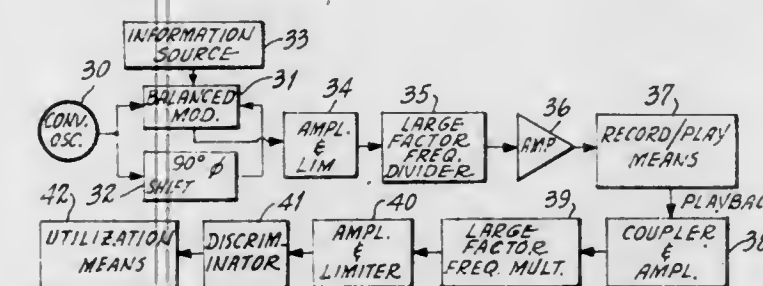 INFORMATION
SOURCE
33
30
31
CONV.
OSC.
BALANCED
MOD.
34
35
36
37
AMPL.
&
LIM
LARGE
FACTOR
FREQ.
DIVIDER
AMP
RECORD/PLAY
MEANS
90° φ
SHIFT
32
42
41
40
39
PLAYBAC
UTILIZATION
MEANS
DISCRIM-
INATOR
AMPL.
&
LIMITER
LARGE
FACTOR
FREQ. MULT.
COUPLER
&
AMPL.
38